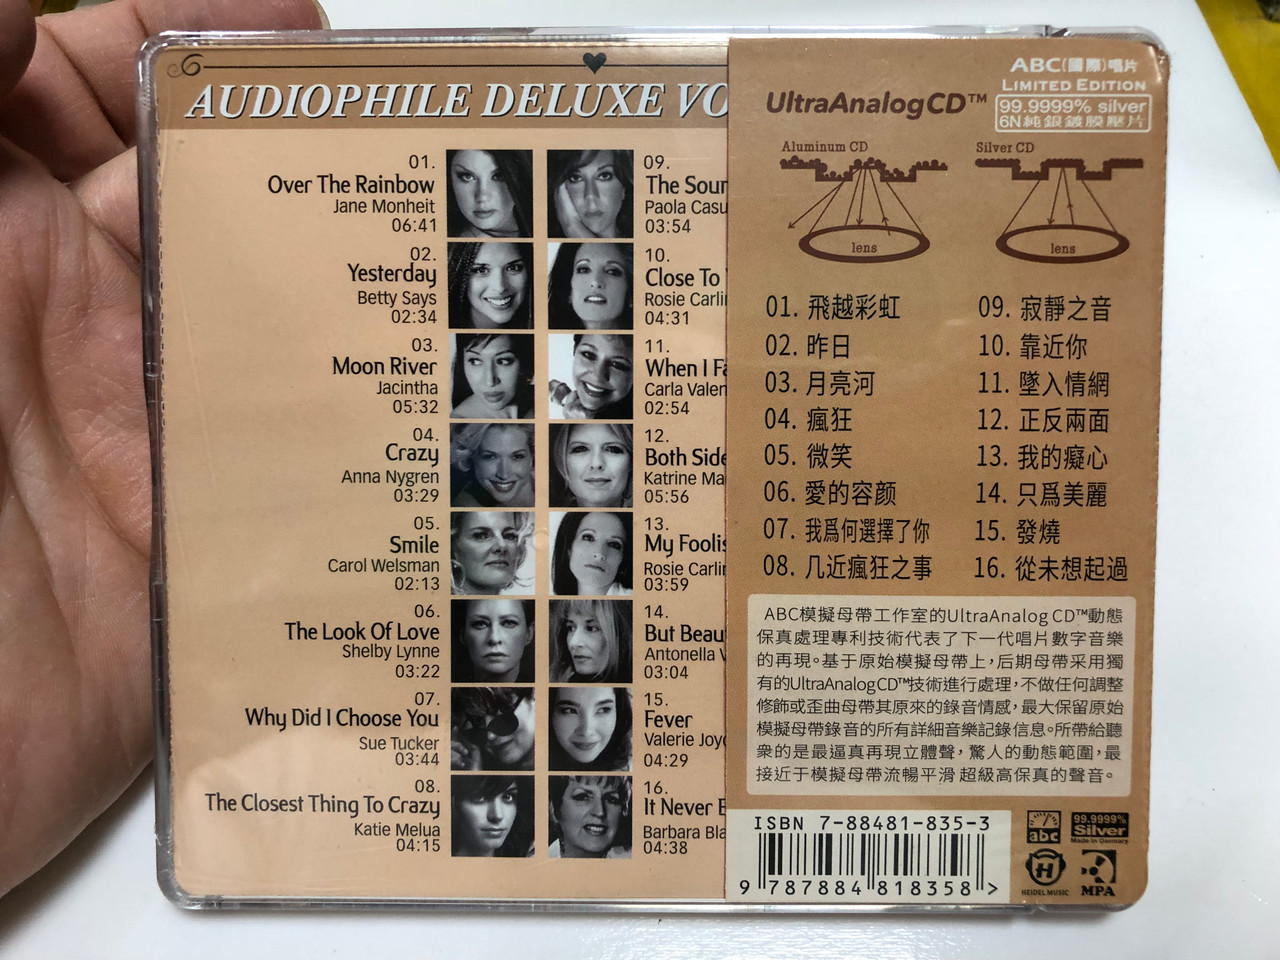 AUDIOPHILE DELUXE VO
01.
Over The Rainbow
Jane Monheit
06:41
02.
Yesterday
Betty Says
02:34
03.
Moon River
Jacintha
05:32
04.
Crazy
Anna Nygren
03:29
05.
Smile
Carol Welsman
02:13
06.
The Look Of Love
Shelby Lynne
03:22
07.
Why Did I Choose You
Sue Tucker
03:44
08.
The Closest Thing To Crazy
Katie Melua
04:15
09.
The Soun
Paola Casu
03:54
10.
Close To
Rosie Carlin
04:31
11.
When I Fa
Carla Valen
02:54
12.
Both Side
Katrine Ma
05:56
13.
My Foolis
Rosie Carlin
03:59
14.
But Beau
Antonella V
03:04
15.
Fever
Valerie Joyc
04:29
16.
It Never E
Barbara Bla
04:38
ABC(國際)唱片
LIMITED EDITION
UltraAnalogCD™
99.9999% silver
6N純銀鍍膜壓片
Aluminum CD
Silver CD
lens
lens
01. 飛越彩虹
02. 昨日
03. 月亮河
04. 瘋狂
05. 微笑
06. 愛的容颜
07. 我爲何選擇了你
08. 几近瘋狂之事
09. 寂靜之音
10. 靠近你
11. 墜入情網
12. 正反兩面
13. 我的癡心
14. 只爲美麗
15. 發燒
16. 從未想起過
ABC模擬母帶工作室的UltraAnalog CD™動態
保真處理專利技術代表了下一代唱片數字音樂
的再現。基于原始模擬母帶上，后期母帶采用獨
有的UltraAnalogCD™技術進行處理，不做任何調整
修飾或歪曲母帶其原來的錄音情感，最大保留原始
模擬母帶錄音的所有詳細音樂記錄信息。所帶給聽
衆的是最逼真再現立體聲，驚人的動態範圍，最
接近于模擬母帶流暢平滑 超級高保真的聲音。
ISBN 7-88481-835-3
9 787884 818358 >
abc
99.9999%
Silver
Made in Germany
HEIDEL MUSIC
MPA